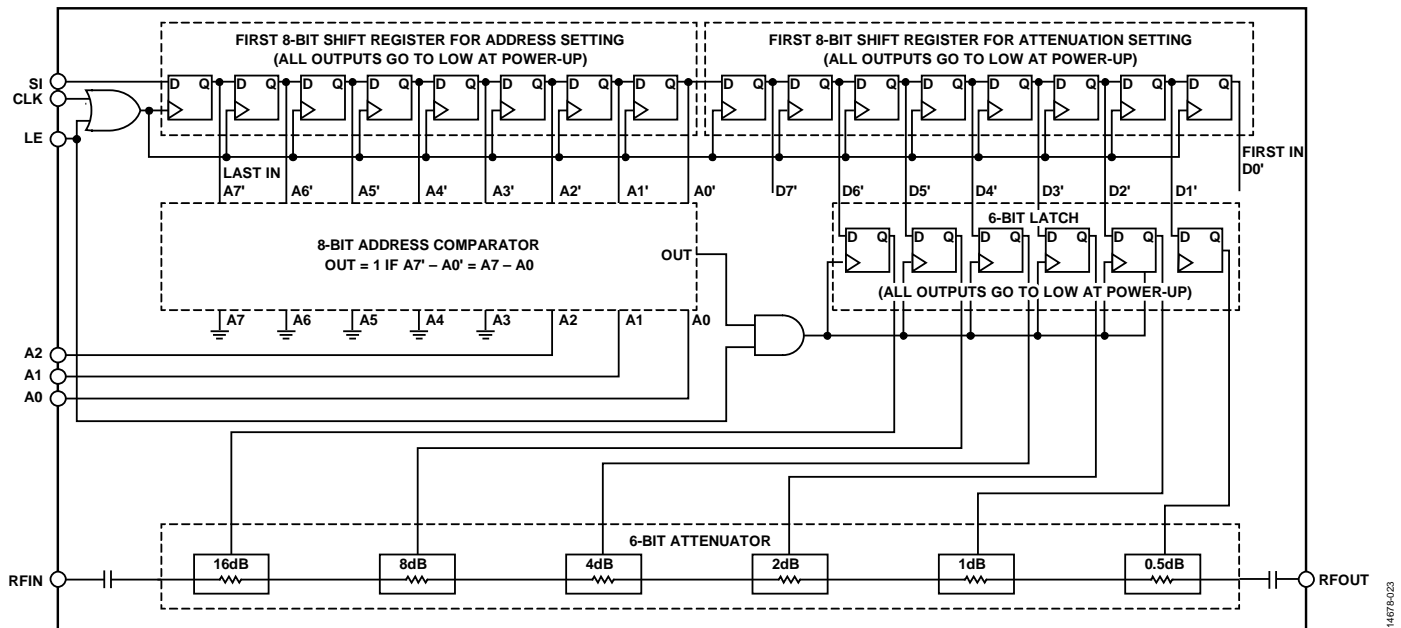 FIRST 8-BIT SHIFT REGISTER FOR ADDRESS SETTING
(ALL OUTPUTS GO TO LOW AT POWER-UP)
FIRST 8-BIT SHIFT REGISTER FOR ATTENUATION SETTING
(ALL OUTPUTS GO TO LOW AT POWER-UP)
SI
CLK
LE
D Q D Q D Q D Q D Q D Q D Q D Q D Q D Q D Q D Q D Q D Q D Q D Q
LAST IN
A7' A6' A5' A4' A3' A2' A1' A0' D7' D6' D5' D4' D3' D2' D1'
FIRST IN
D0'
8-BIT ADDRESS COMPARATOR
OUT = 1 IF A7' – A0' = A7 – A0
OUT
6-BIT LATCH
D Q D Q D Q D Q D Q D Q
(ALL OUTPUTS GO TO LOW AT POWER-UP)
A7 A6 A5 A4 A3 A2 A1 A0
A2
A1
A0
6-BIT ATTENUATOR
16dB 8dB 4dB 2dB 1dB 0.5dB
RFIN
RFOUT
14678-023